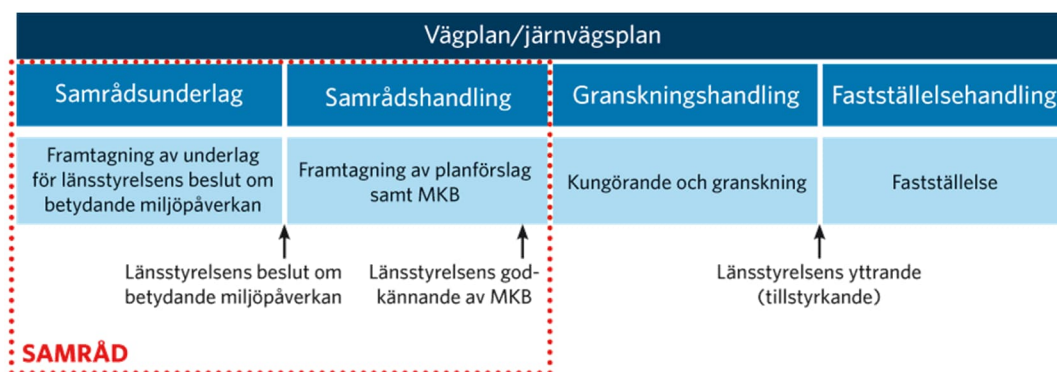 Vägplan/järnvägsplan
Samrådsunderlag
Samrådshandling
Granskningshandling
Fastställelsehandling
Framtagning av underlag
för länsstyrelsens beslut om
betydande miljöpåverkan
Framtagning av planförslag
samt MKB
Kungörande och granskning
Fastställelse
Länsstyrelsens beslut om
betydande miljöpåverkan
Länsstyrelsens god-
kännande av MKB
Länsstyrelsens yttrande
(tillstyrkande)
SAMRÅD